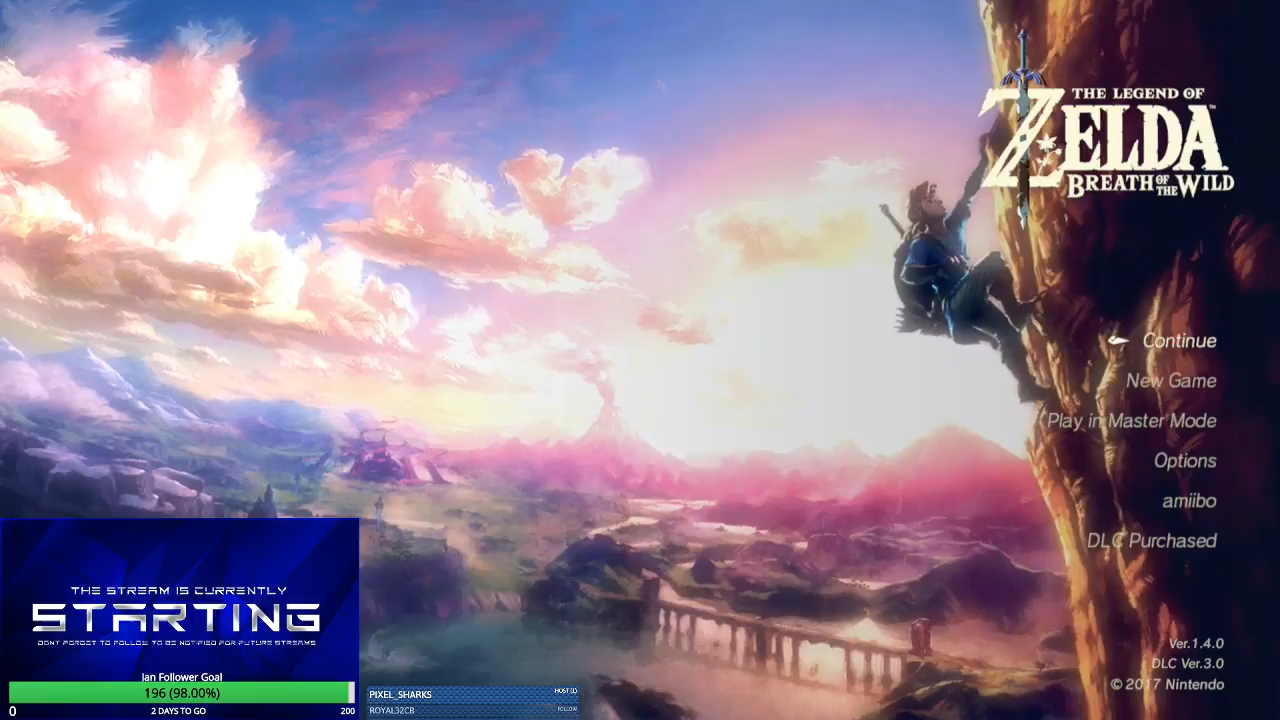 THE LEGEND OF
ZELDA™
BREATH OF THE WILD
Continue
New Game
Play in Master Mode
Options
amiibo
DLC Purchased
Ver.1.4.0
DLC Ver.3.0
© 2017 Nintendo
THE STREAM IS CURRENTLY
STARTING
DONT FORGET TO FOLLOW TO BE NOTIFIED FOR FUTURE STREAMS
Jan Follower Goal
196 (98.00%)
0 2 DAYS TO GO 200
PIXEL_SHARKS HOST (1)
ROYAL32CB FOLLOW